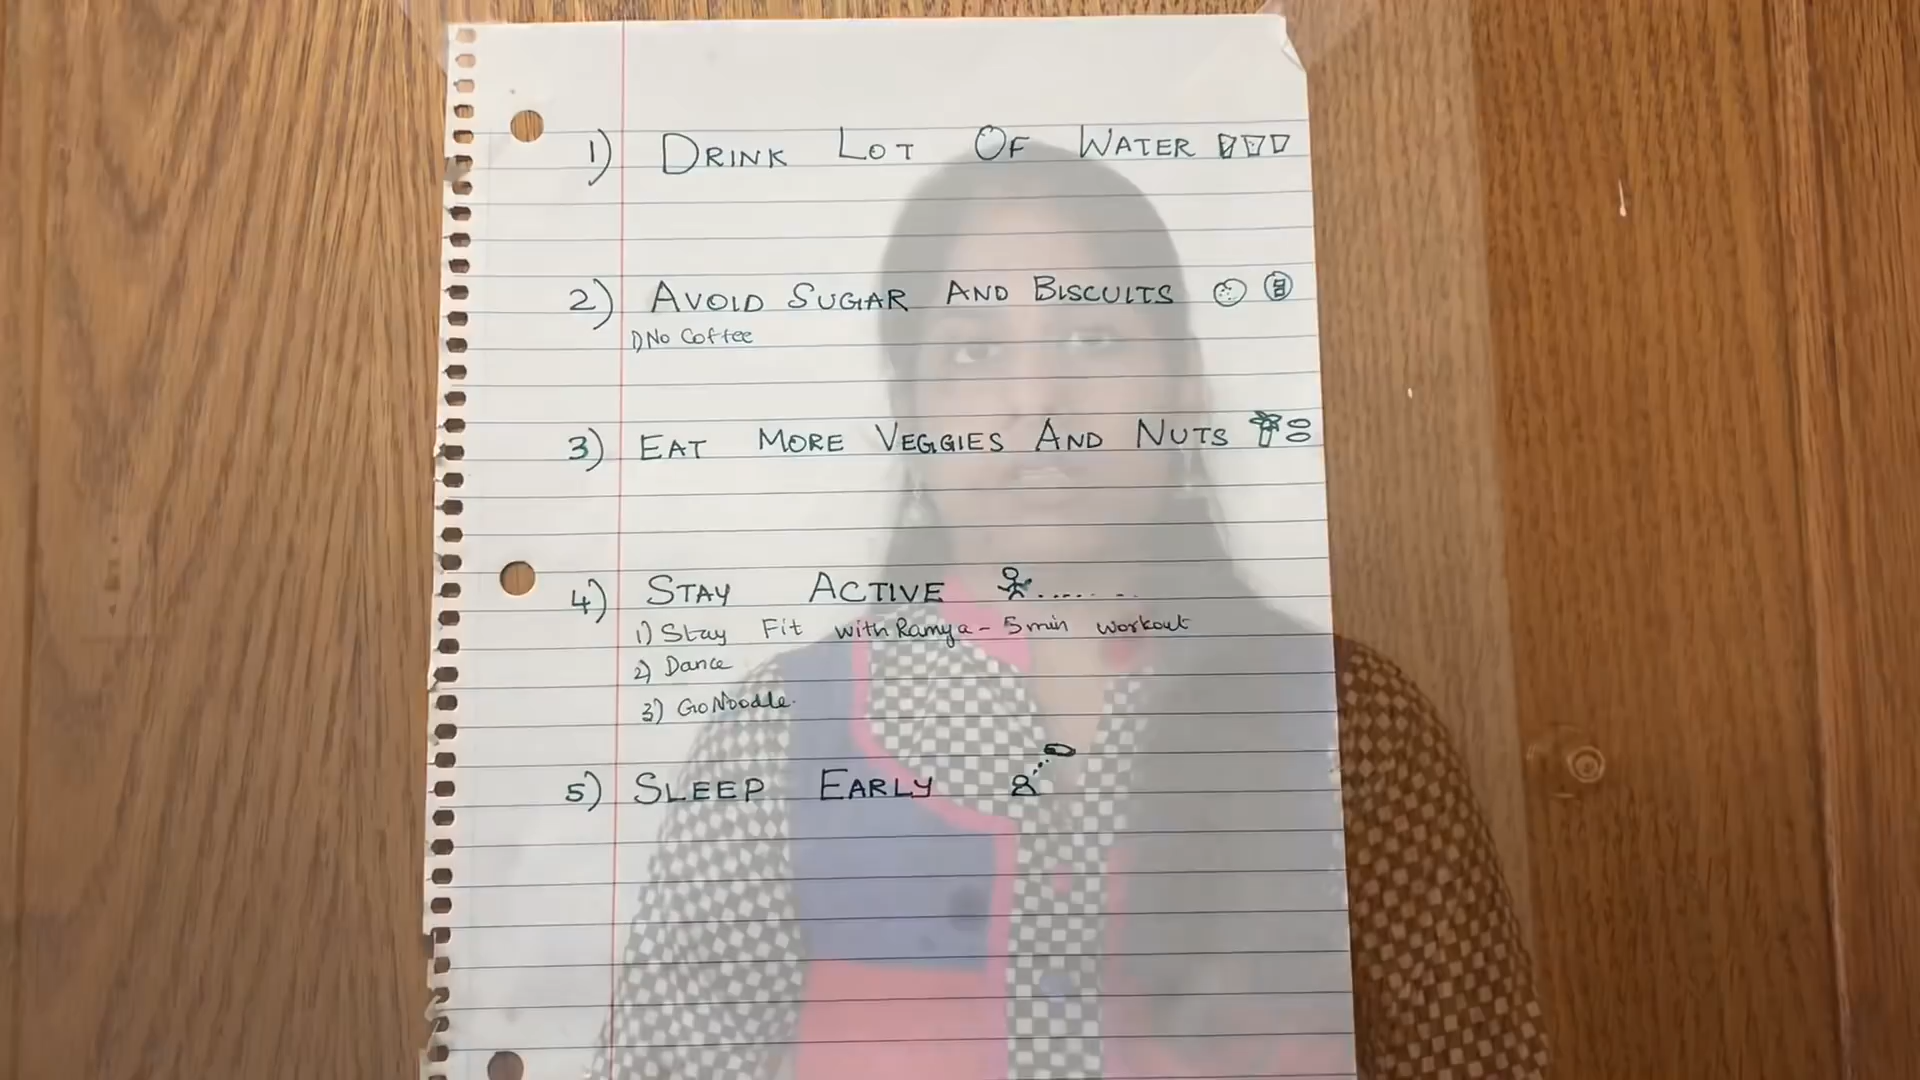 1) DRINK LOT OF WATER
2) AVOID SUGAR AND BISCUITS
1) No Coffee
3) EAT MORE VEGGIES AND NUTS
4) STAY ACTIVE
1) Stay Fit with Ramya - 5 min workout
2) Dance
3) GoNoodle.
5) SLEEP EARLY